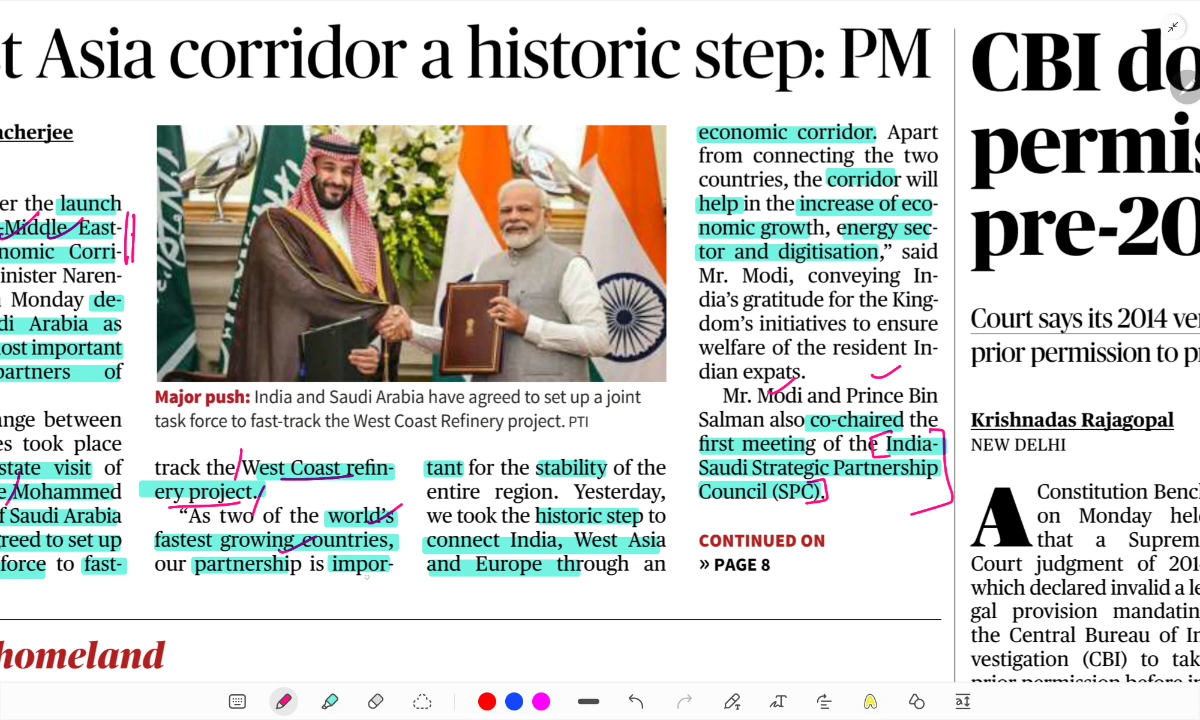 t Asia corridor a historic step: PM
acherjee
er the launch
-Middle East-
nomic Corri-
inister Naren-
Monday de-
di Arabia as
ost important
partners of
ange between
es took place
state visit of
e Mohammed
f Saudi Arabia
reed to set up
force to fast-
Major push: India and Saudi Arabia have agreed to set up a joint
task force to fast-track the West Coast Refinery project. PTI
track the West Coast refin-
ery project.
“As two of the world’s
fastest growing countries,
our partnership is impor-
tant for the stability of the
entire region. Yesterday,
we took the historic step to
connect India, West Asia
and Europe through an
economic corridor. Apart
from connecting the two
countries, the corridor will
help in the increase of eco-
nomic growth, energy sec-
tor and digitisation,” said
Mr. Modi, conveying In-
dia’s gratitude for the King-
dom’s initiatives to ensure
welfare of the resident In-
dian expats.
Mr. Modi and Prince Bin
Salman also co-chaired the
first meeting of the India-
Saudi Strategic Partnership
Council (SPC).
CONTINUED ON
» PAGE 8
homeland
CBI do
permis
pre-20
Court says its 2014 ver
prior permission to p
Krishnadas Rajagopal
NEW DELHI
A Constitution Bench
on Monday held
that a Suprem
Court judgment of 201
which declared invalid a le
gal provision mandating
the Central Bureau of In
vestigation (CBI) to tak
prior permission before in